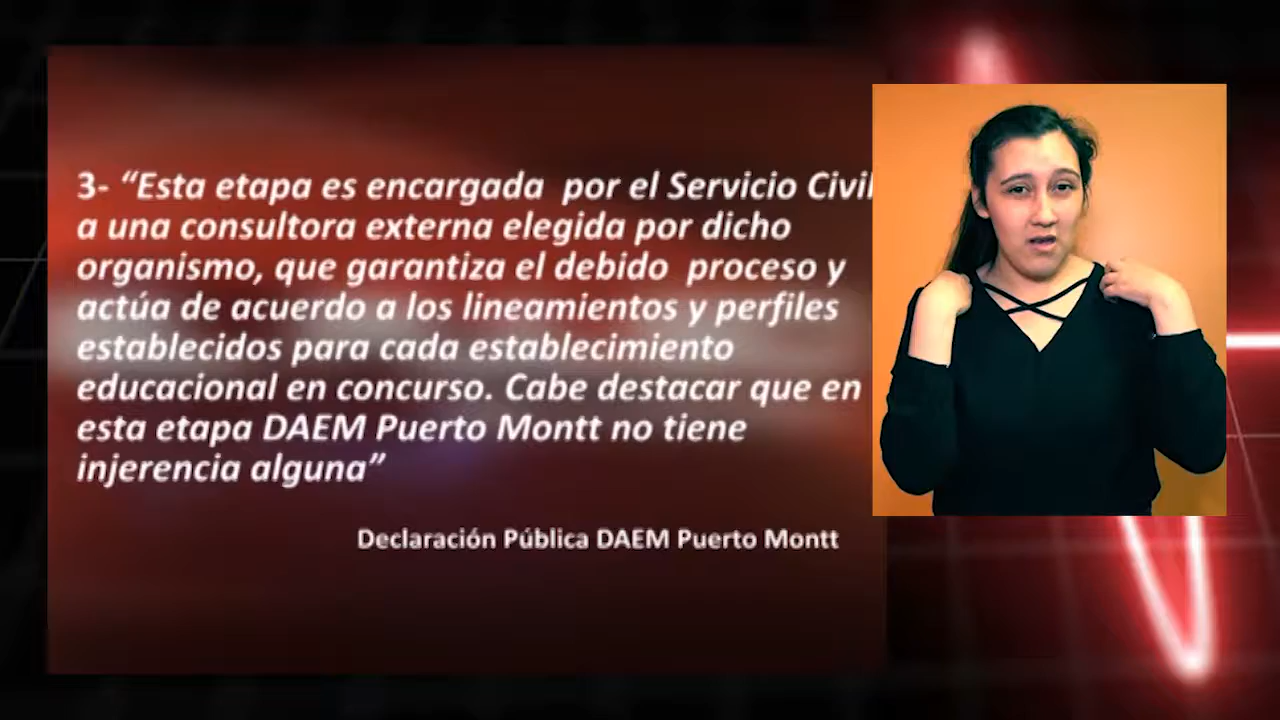 3- “Esta etapa es encargada por el Servicio Civil
a una consultora externa elegida por dicho
organismo, que garantiza el debido proceso y
actúa de acuerdo a los lineamientos y perfiles
establecidos para cada establecimiento
educacional en concurso. Cabe destacar que en
esta etapa DAEM Puerto Montt no tiene
injerencia alguna”
Declaración Pública DAEM Puerto Montt